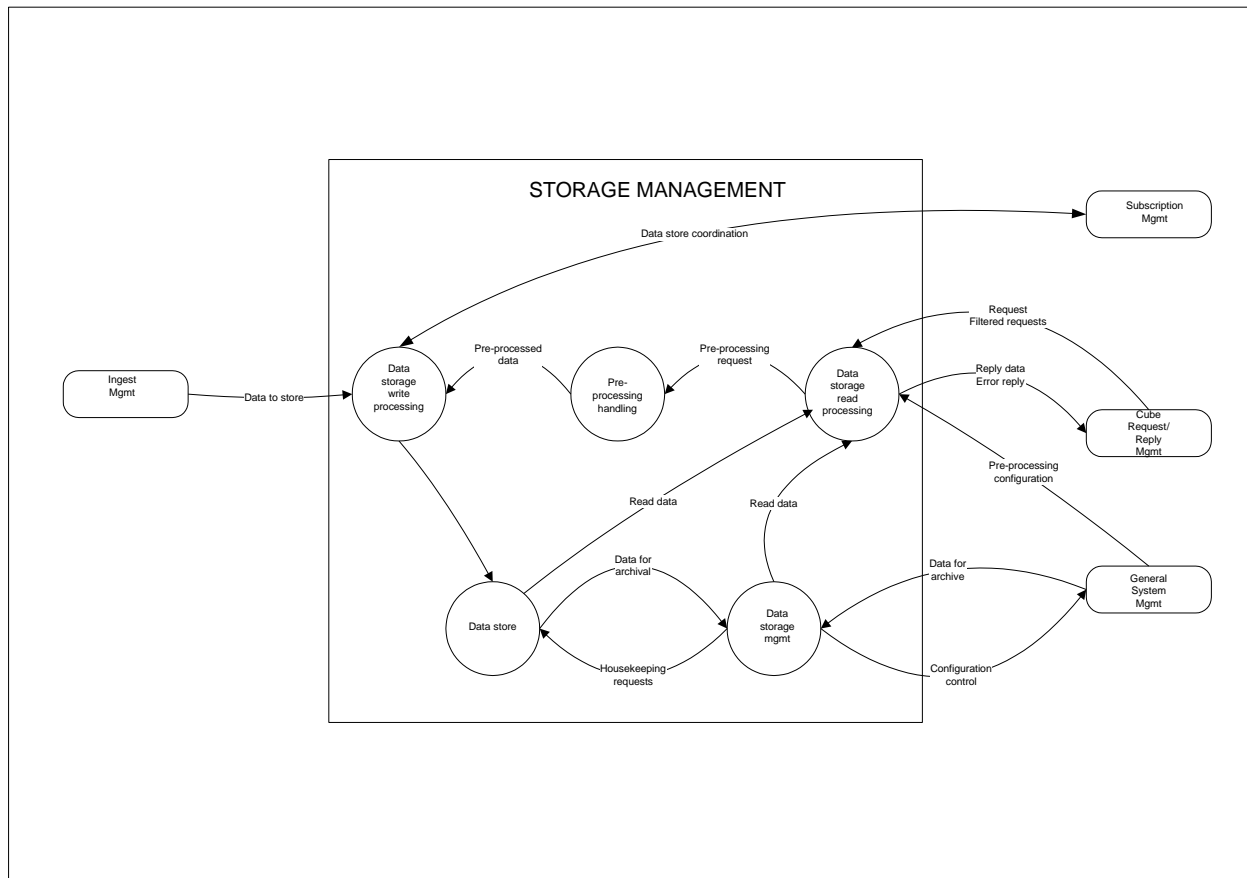 STORAGE MANAGEMENT
Subscription
Mgmt
Data store coordination
Request
Filtered requests
Pre-processed
data
Pre-processing
request
Ingest
Mgmt
Data to store
Data
storage
write
processing
Pre-
processing
handling
Data
storage
read
processing
Reply data
Error reply
Cube
Request/
Reply
Mgmt
Pre-processing
configuration
Read data
Read data
Data for
archival
Data for
archive
General
System
Mgmt
Data store
Data
storage
mgmt
Housekeeping
requests
Configuration
control